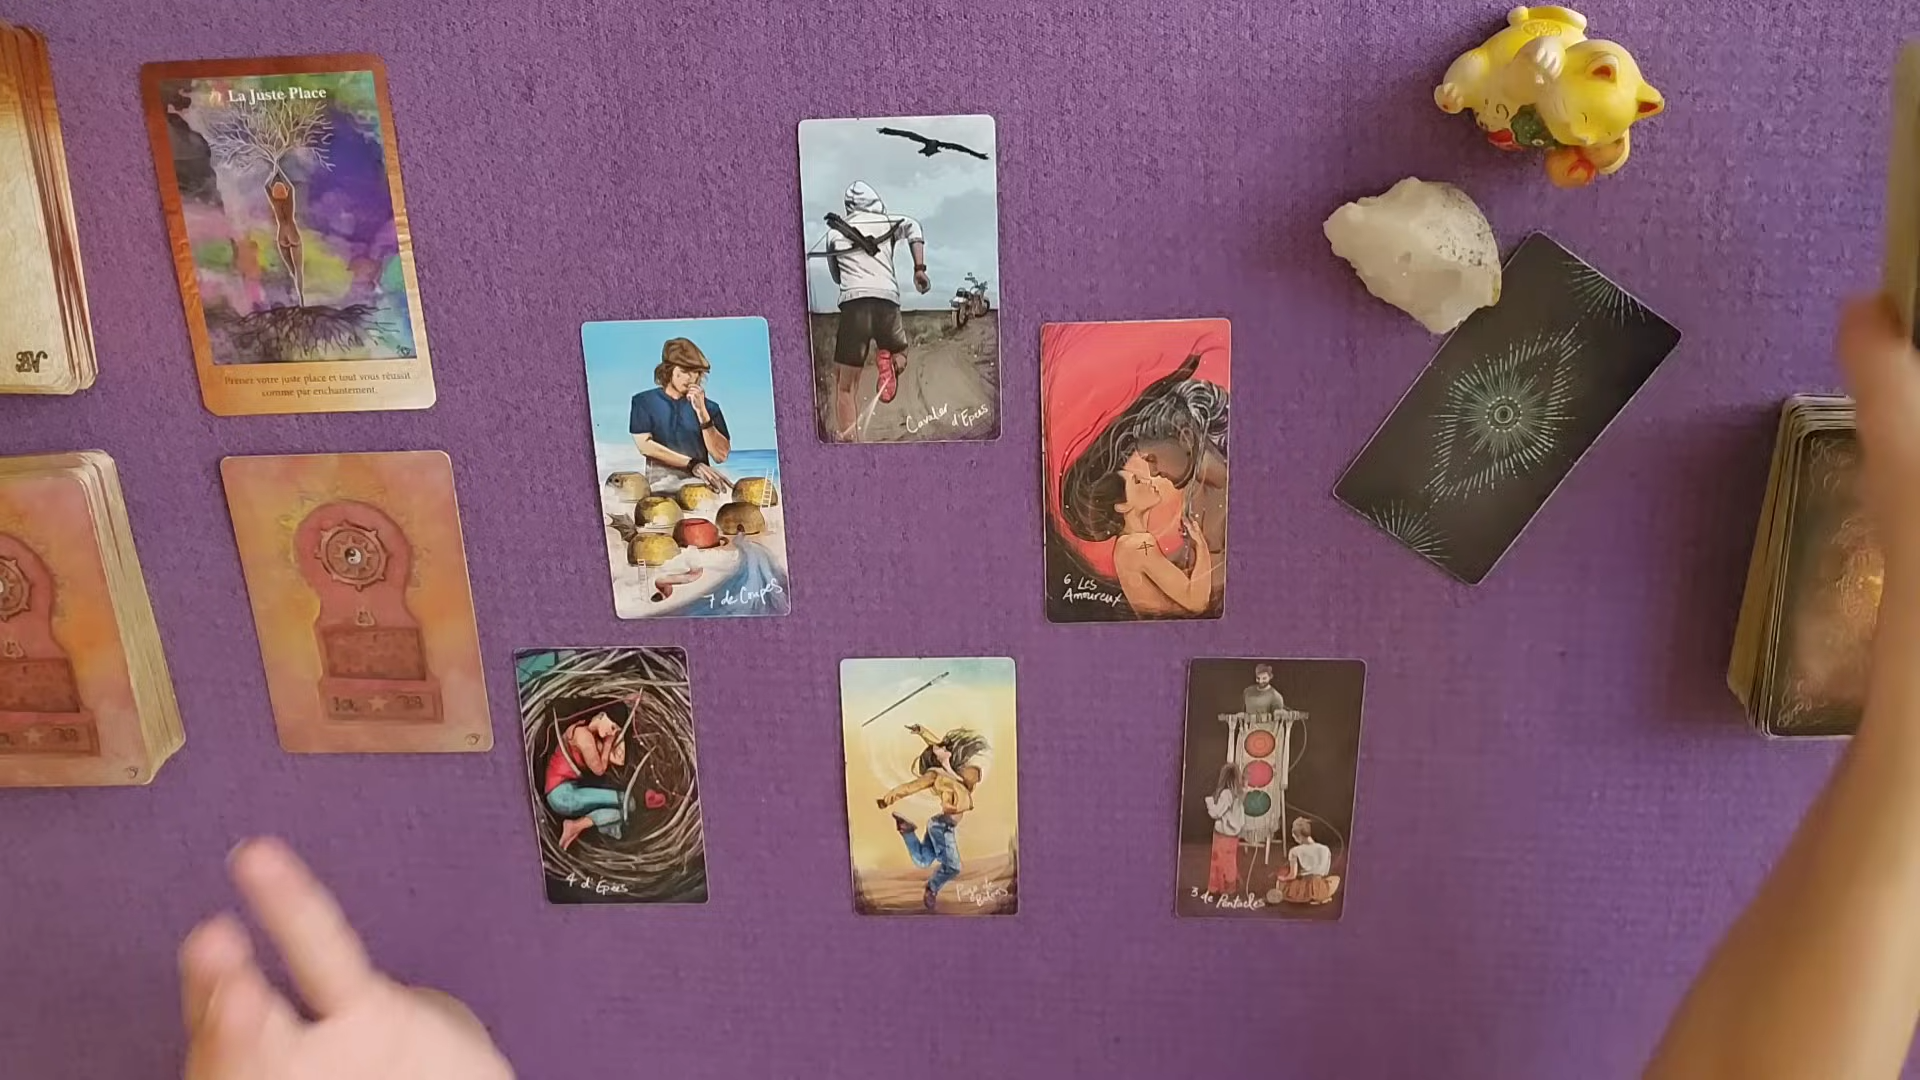 La Juste Place
Prenez votre juste place et tout vous réussit
comme par enchantement.
Cavalier d'Epées
7 de Coupes
6 Les
Amoureux
4 d'Épées
3 de Pentacles